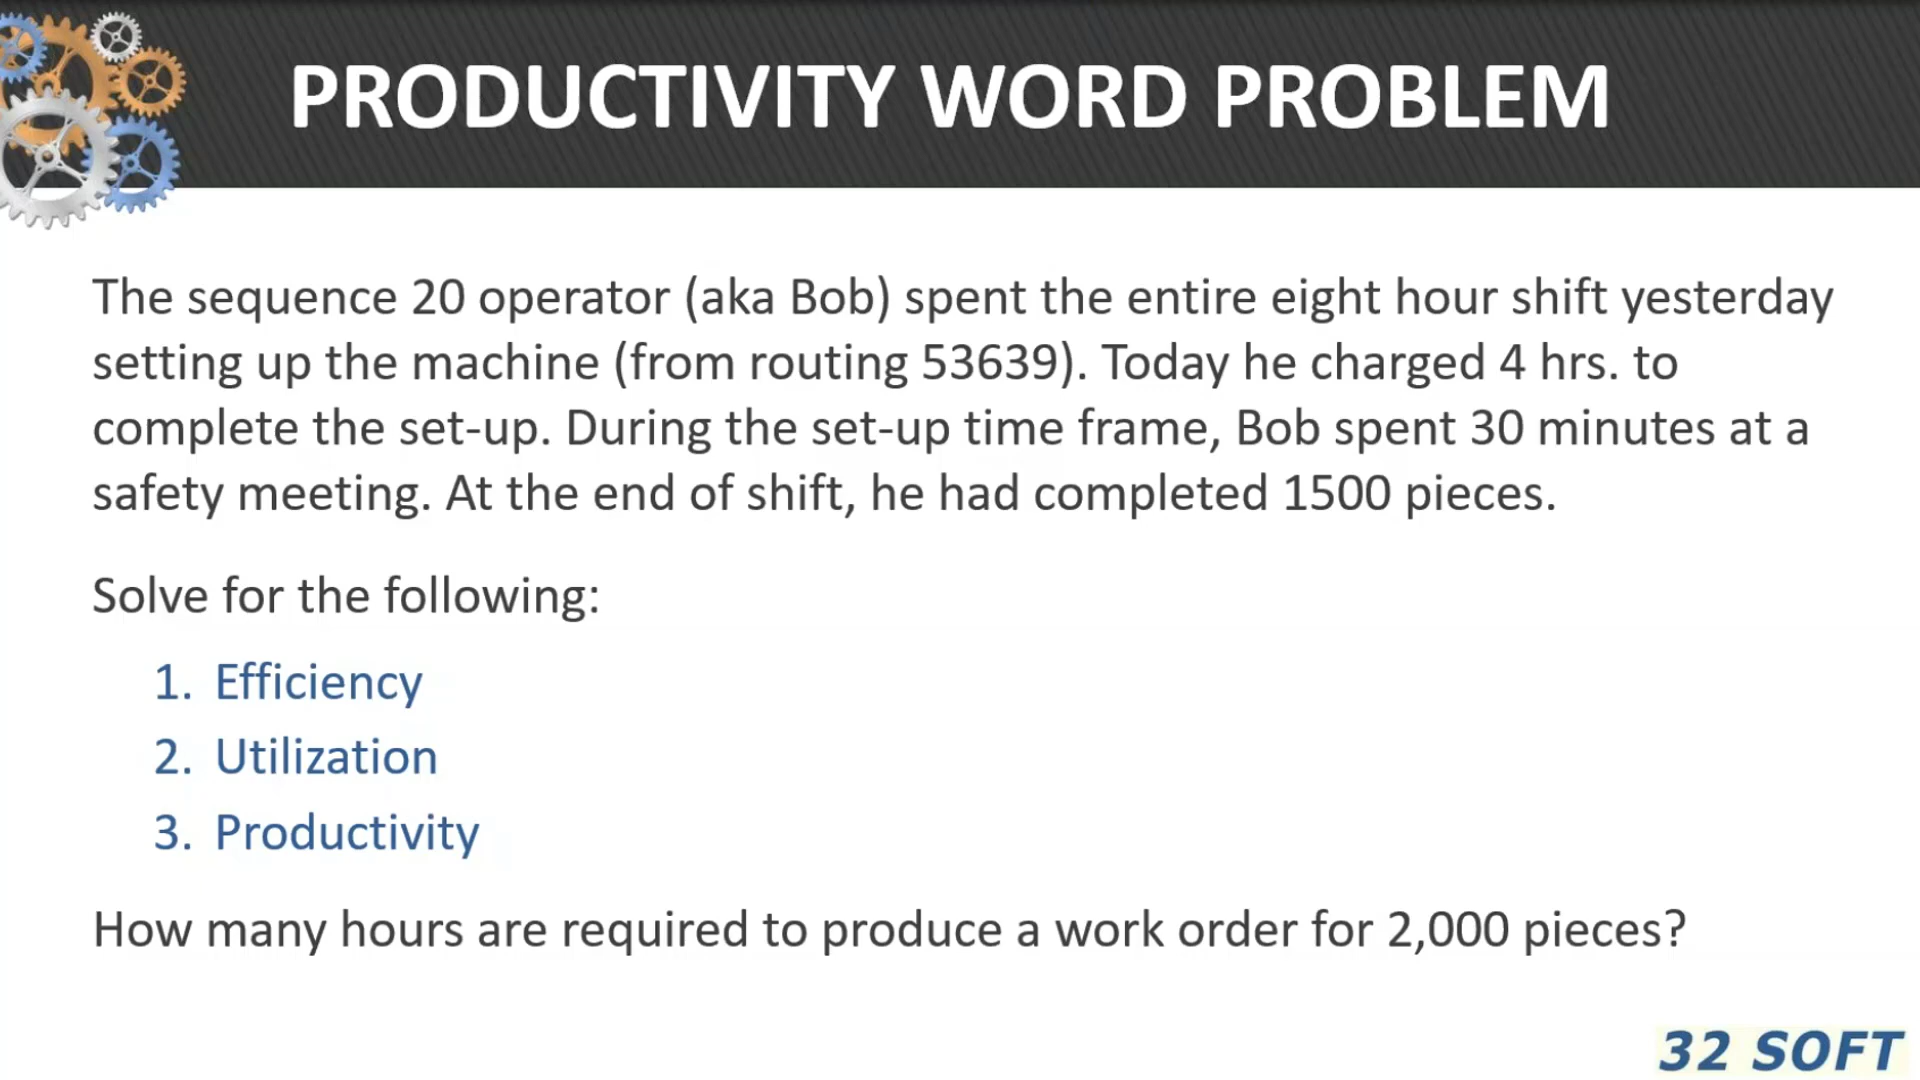 PRODUCTIVITY WORD PROBLEM
The sequence 20 operator (aka Bob) spent the entire eight hour shift yesterday
setting up the machine (from routing 53639). Today he charged 4 hrs. to
complete the set-up. During the set-up time frame, Bob spent 30 minutes at a
safety meeting. At the end of shift, he had completed 1500 pieces.
Solve for the following:
1. Efficiency
2. Utilization
3. Productivity
How many hours are required to produce a work order for 2,000 pieces?
32 SOFT